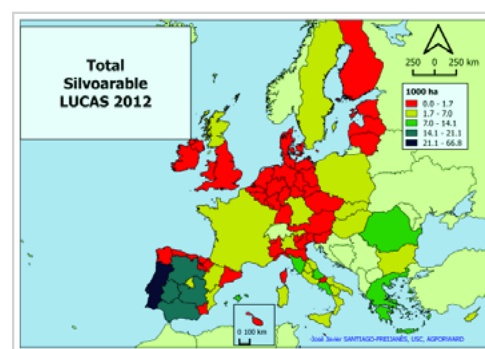 Total
Silvoarable
LUCAS 2012
250 0 250 km
1000 ha
0.0 - 1.7
1.7 - 7.0
7.0 - 14.1
14.1 - 21.1
21.1 - 66.8
0 100 km
José Javier SANTIAGO-FREIJANES, USC, AGFORWARD